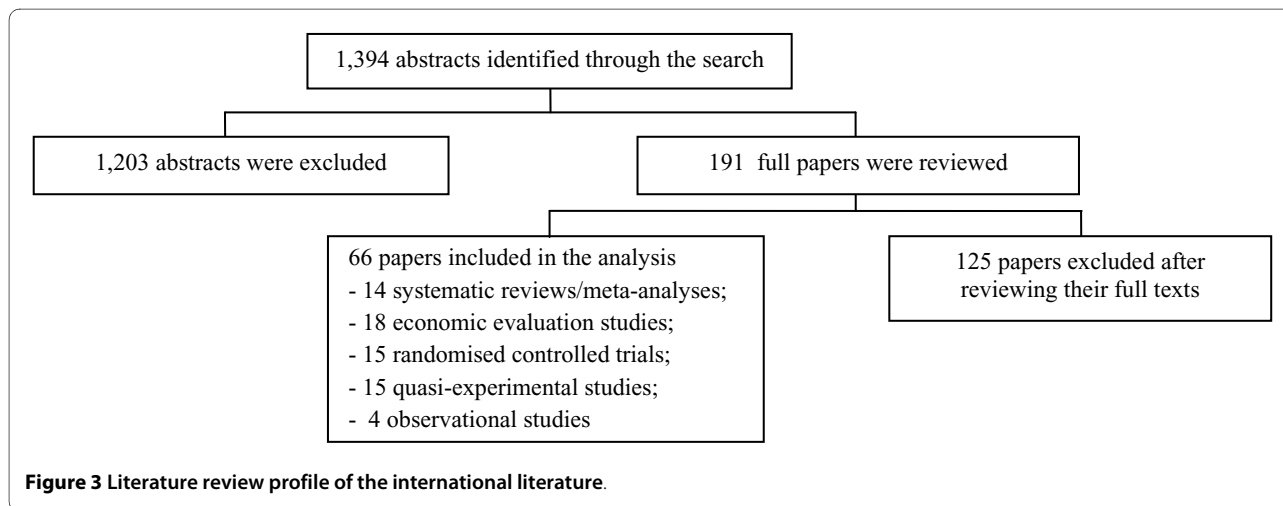 1,394 abstracts identified through the search
1,203 abstracts were excluded
191 full papers were reviewed
66 papers included in the analysis
- 14 systematic reviews/meta-analyses;
- 18 economic evaluation studies;
- 15 randomised controlled trials;
- 15 quasi-experimental studies;
- 4 observational studies
125 papers excluded after
reviewing their full texts
Figure 3 Literature review profile of the international literature.